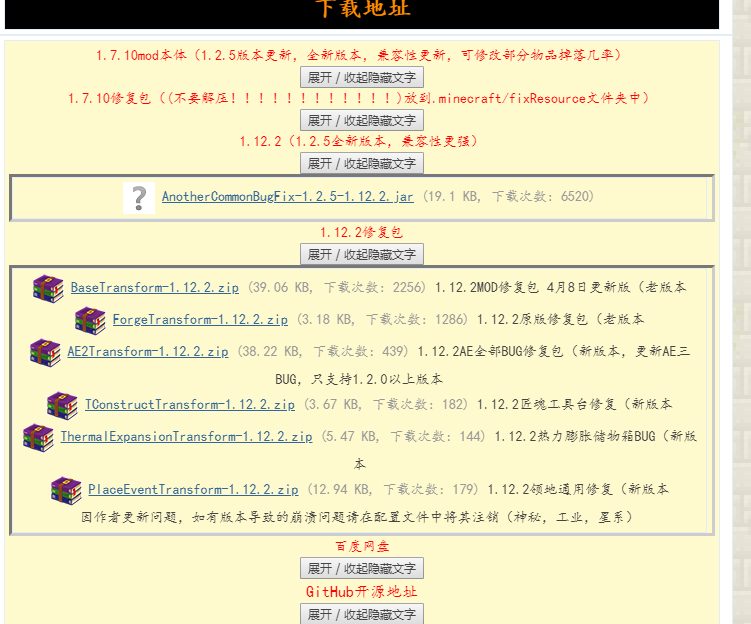 下载地址
1.7.10mod本体（1.2.5版本更新, 全新版本, 兼容性更新, 可修改部分物品掉落几率）
展开 / 收起隐藏文字
1.7.10修复包（(不要解压！！！！！！！！！！！！)放到.minecraft/fixResource文件夹中）
展开 / 收起隐藏文字
1.12.2（1.2.5全新版本, 兼容性更强）
展开 / 收起隐藏文字
? AnotherCommonBugFix-1.2.5-1.12.2.jar (19.1 KB, 下载次数: 6520)
1.12.2修复包
展开 / 收起隐藏文字
BaseTransform-1.12.2.zip (39.06 KB, 下载次数: 2256) 1.12.2MOD修复包 4月8日更新版（老版本
ForgeTransform-1.12.2.zip (3.18 KB, 下载次数: 1286) 1.12.2原版修复包（老版本
AE2Transform-1.12.2.zip (38.22 KB, 下载次数: 439) 1.12.2AE全部BUG修复包（新版本, 更新AE三
BUG, 只支持1.2.0以上版本
TConstructTransform-1.12.2.zip (3.67 KB, 下载次数: 182) 1.12.2匠魂工具台修复（新版本
ThermalExpansionTransform-1.12.2.zip (5.47 KB, 下载次数: 144) 1.12.2热力膨胀储物箱BUG（新版
本
PlaceEventTransform-1.12.2.zip (12.94 KB, 下载次数: 179) 1.12.2领地通用修复（新版本
因作者更新问题, 如有版本导致的崩溃问题请在配置文件中将其注销（神秘, 工业, 星系）
百度网盘
展开 / 收起隐藏文字
GitHub开源地址
展开 / 收起隐藏文字